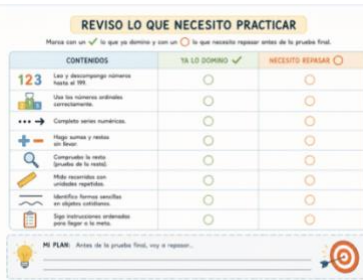 REVISO LO QUE NECESITO PRACTICAR
Marco con un ✓ lo que ya domino y con un ○ lo que necesito repasar antes de la prueba final.
CONTENIDOS
YA LO DOMINO ✓
NECESITO REPASAR ○
123
Leo y descompongo números
hasta el 199.
Uso los números ordinales
correctamente.
Completo series numéricas.
Hago sumas y restas
sin llevar.
Compruebo la resta
(prueba de la resta).
Mido recorridos con
unidades repetidas.
Identifico formas sencillas
en objetos cotidianos.
Sigo instrucciones ordenadas
para llegar a la meta.
MI PLAN: Antes de la prueba final, voy a repasar...